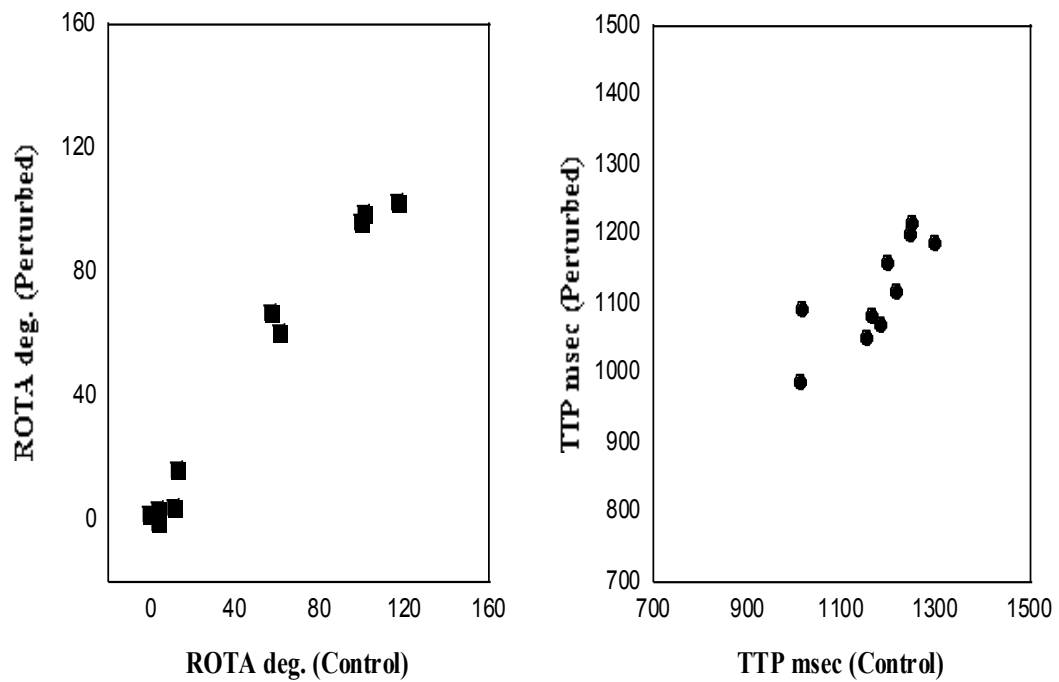 160
120
80
40
0
ROTA deg. (Perturbed)
0 40 80 120 160
ROTA deg. (Control)
1500
1400
1300
1200
1100
1000
900
800
700
TTP msec (Perturbed)
700 900 1100 1300 1500
TTP msec (Control)